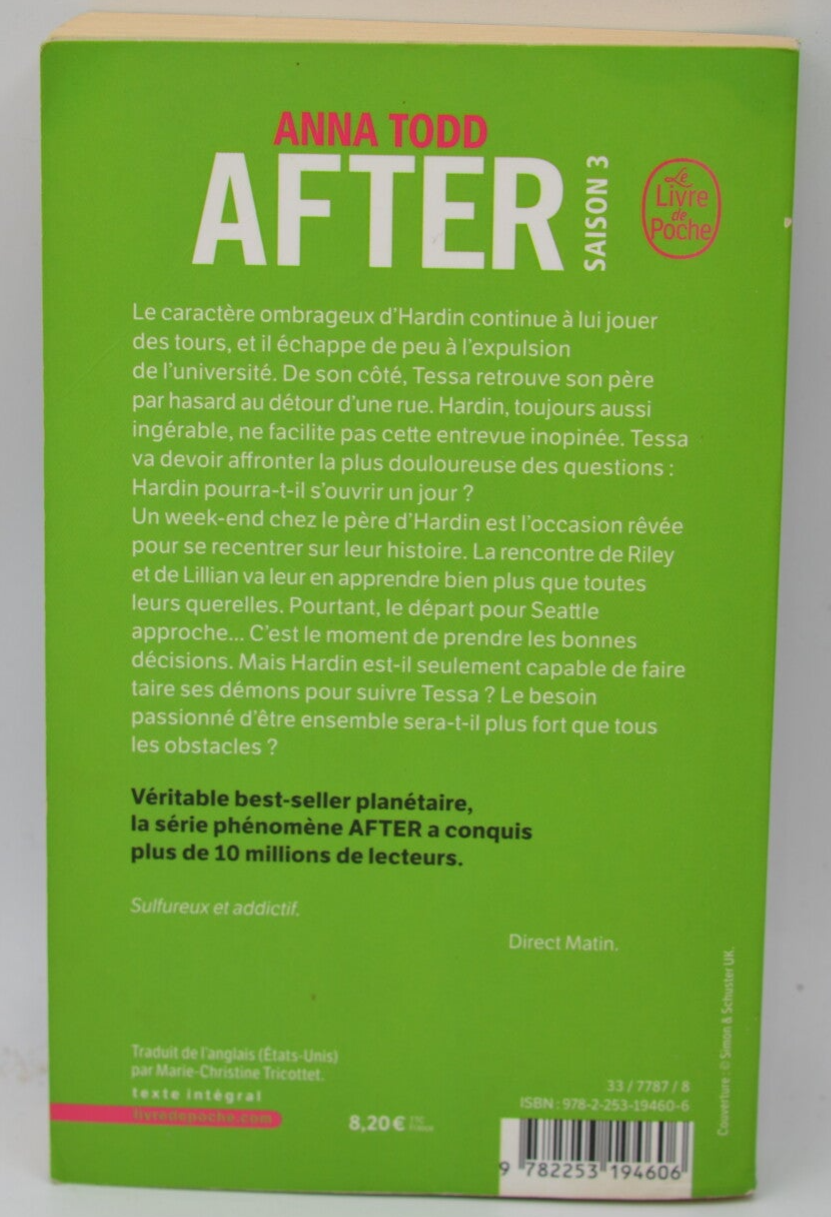 ANNA TODD
AFTER
SAISON 3
Le
Livre
de
Poche
Le caractère ombrageux d'Hardin continue à lui jouer
des tours, et il échappe de peu à l'expulsion
de l'université. De son côté, Tessa retrouve son père
par hasard au détour d'une rue. Hardin, toujours aussi
ingérable, ne facilite pas cette entrevue inopinée. Tessa
va devoir affronter la plus douloureuse des questions :
Hardin pourra-t-il s'ouvrir un jour ?
Un week-end chez le père d'Hardin est l'occasion rêvée
pour se recentrer sur leur histoire. La rencontre de Riley
et de Lillian va leur en apprendre bien plus que toutes
leurs querelles. Pourtant, le départ pour Seattle
approche... C'est le moment de prendre les bonnes
décisions. Mais Hardin est-il seulement capable de faire
taire ses démons pour suivre Tessa ? Le besoin
passionné d'être ensemble sera-t-il plus fort que tous
les obstacles ?
Véritable best-seller planétaire,
la série phénomène AFTER a conquis
plus de 10 millions de lecteurs.
Sulfureux et addictif.
Direct Matin.
Traduit de l'anglais (États-Unis)
par Marie-Christine Tricottet.
texte intégral
livredepoche.com
8,20 €
33 / 7787 / 8
ISBN : 978-2-253-19460-6
9 782253 194606
Couverture : © Simon & Schuster UK.